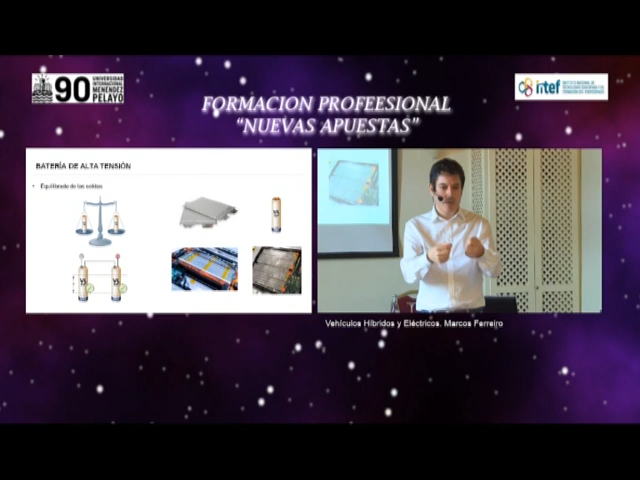 90
UNIVERSIDAD
INTERNACIONAL
MENÉNDEZ
PELAYO
intef
FORMACION PROFEESIONAL
“NUEVAS APUESTAS”
BATERÍA DE ALTA TENSIÓN
• Equilibrado de las celdas
Vehículos Híbridos y Eléctricos. Marcos Ferreiro